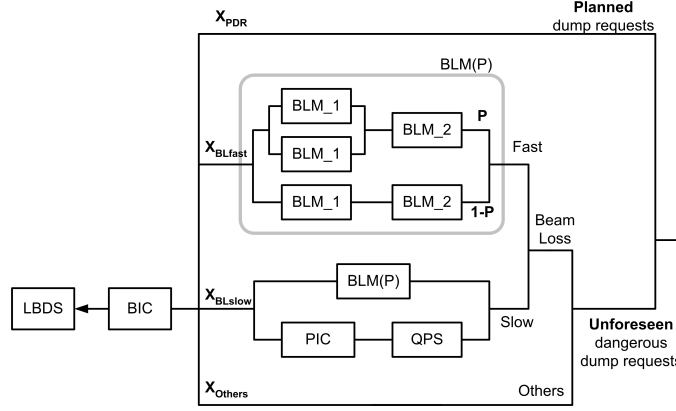 X_PDR
Planned
dump requests
BLM(P)
BLM_1
BLM_2
P
BLM_1
X_BLfast
Fast
BLM_1
BLM_2
1-P
Beam
Loss
BLM(P)
LBDS
BIC
X_BLslow
Slow
PIC
QPS
Unforeseen
dangerous
dump requests
X_Others
Others